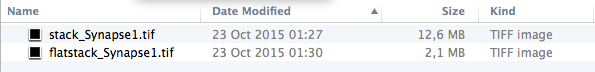 Name Date Modified Size Kind
stack_Synapse1.tif 23 Oct 2015 01:27 12,6 MB TIFF image
flatstack_Synapse1.tif 23 Oct 2015 01:30 2,1 MB TIFF image